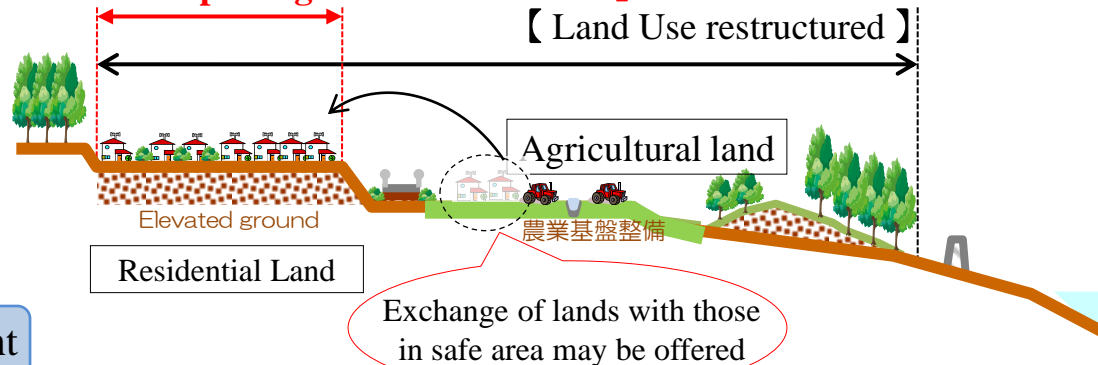 【 Land Use restructured 】
Agricultural land
Elevated ground
農業基盤整備
Residential Land
Exchange of lands with those
in safe area may be offered